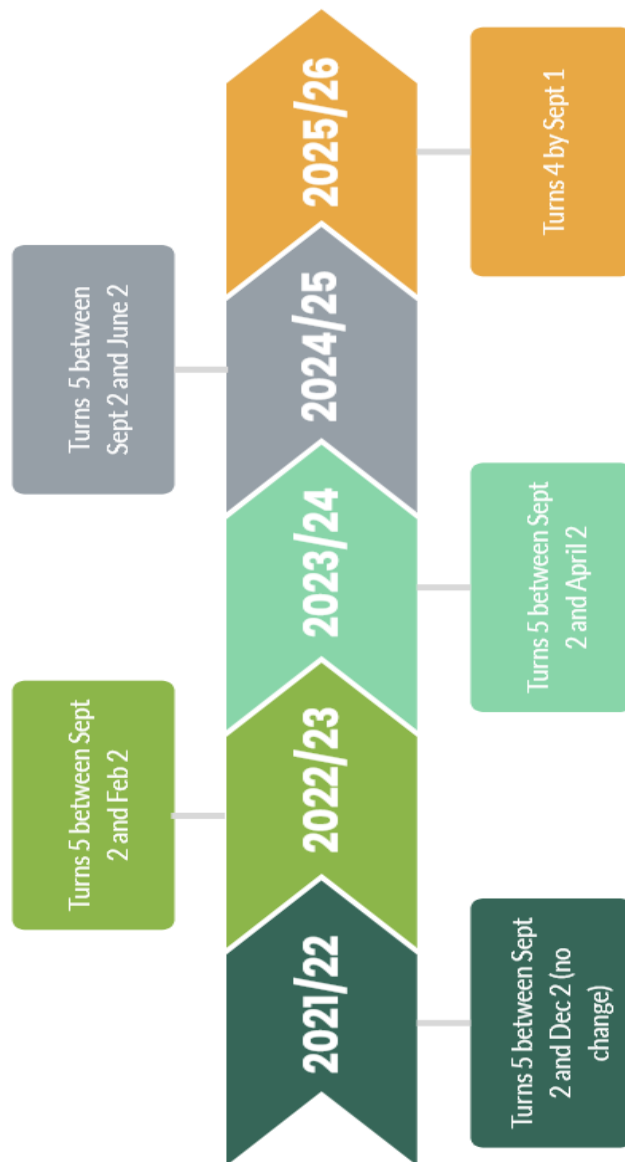 2021/22
Turns 5 between Sept
2 and Dec 2 (no
change)
2022/23
Turns 5 between Sept
2 and Feb 2
2023/24
Turns 5 between Sept
2 and April 2
2024/25
Turns 5 between
Sept 2 and June 2
2025/26
Turns 4 by Sept 1